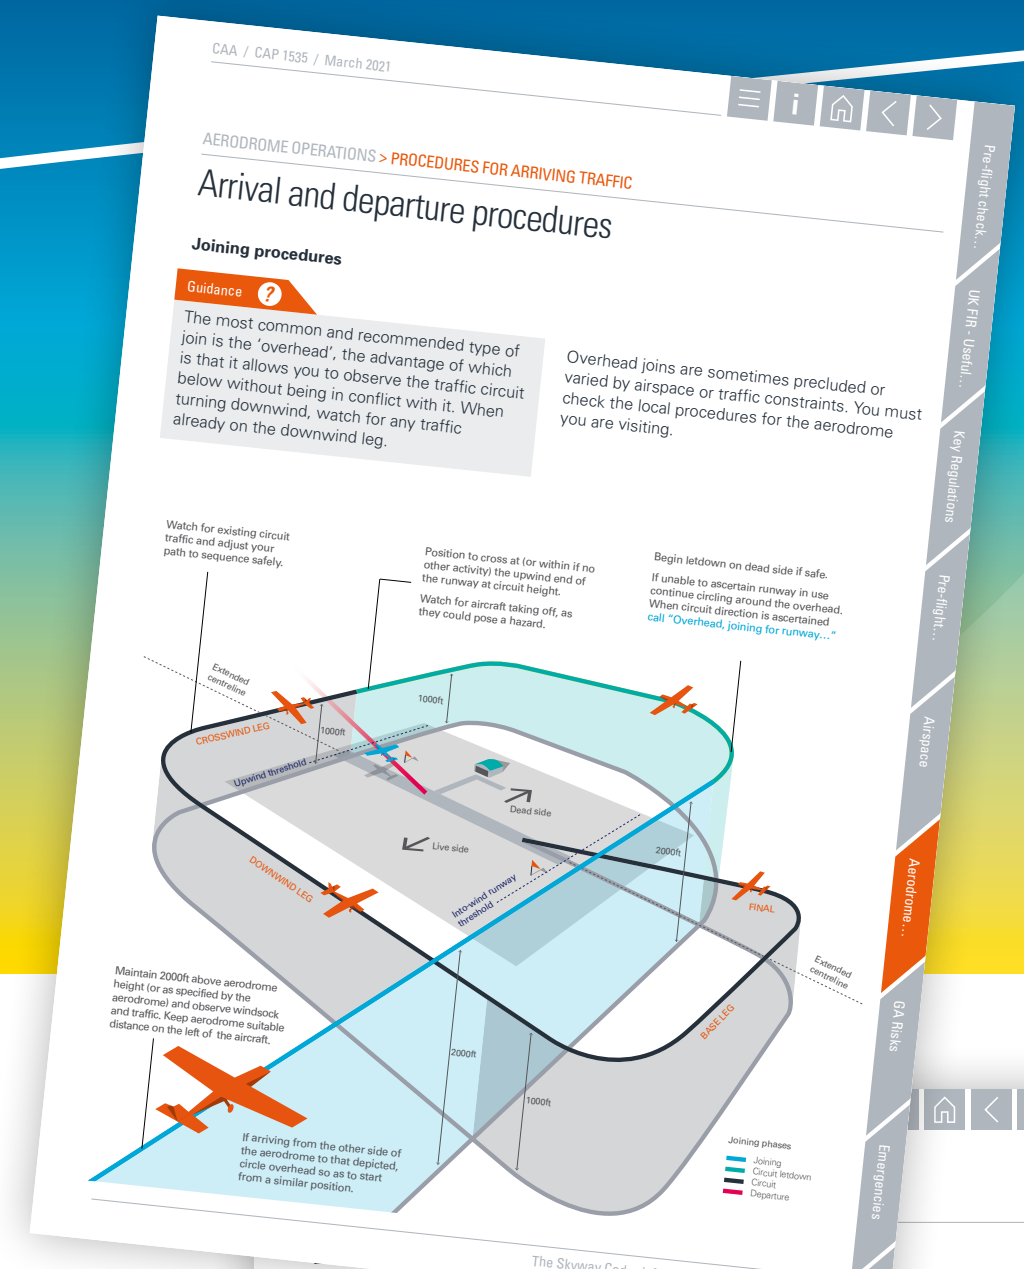 CAA / CAP 1535 / March 2021
i
AERODROME OPERATIONS > PROCEDURES FOR ARRIVING TRAFFIC
Arrival and departure procedures
Joining procedures
Guidance ?
The most common and recommended type of
join is the ‘overhead’, the advantage of which
is that it allows you to observe the traffic circuit
below without being in conflict with it. When
turning downwind, watch for any traffic
already on the downwind leg.
Overhead joins are sometimes precluded or
varied by airspace or traffic constraints. You must
check the local procedures for the aerodrome
you are visiting.
Watch for existing circuit
traffic and adjust your
path to sequence safely.
Position to cross at (or within if no
other activity) the upwind end of
the runway at circuit height.
Watch for aircraft taking off, as
they could pose a hazard.
Begin letdown on dead side if safe.
If unable to ascertain runway in use
continue circling around the overhead.
When circuit direction is ascertained
call “Overhead, joining for runway…”
Extended
centreline
CROSSWIND LEG
1000ft
1000ft
Upwind threshold
Dead side
Live side
2000ft
DOWNWIND LEG
Into-wind runway
threshold
FINAL
Extended
centreline
BASE LEG
Maintain 2000ft above aerodrome
height (or as specified by the
aerodrome) and observe windsock
and traffic. Keep aerodrome suitable
distance on the left of the aircraft.
2000ft
1000ft
If arriving from the other side of
the aerodrome to that depicted,
circle overhead so as to start
from a similar position.
Joining phases
Joining
Circuit letdown
Circuit
Departure
Pre-flight check…
UK FIR - Useful…
Key Regulations
Pre-flight…
Airspace
Aerodrome…
GA Risks
Emergencies
The Skyway Code